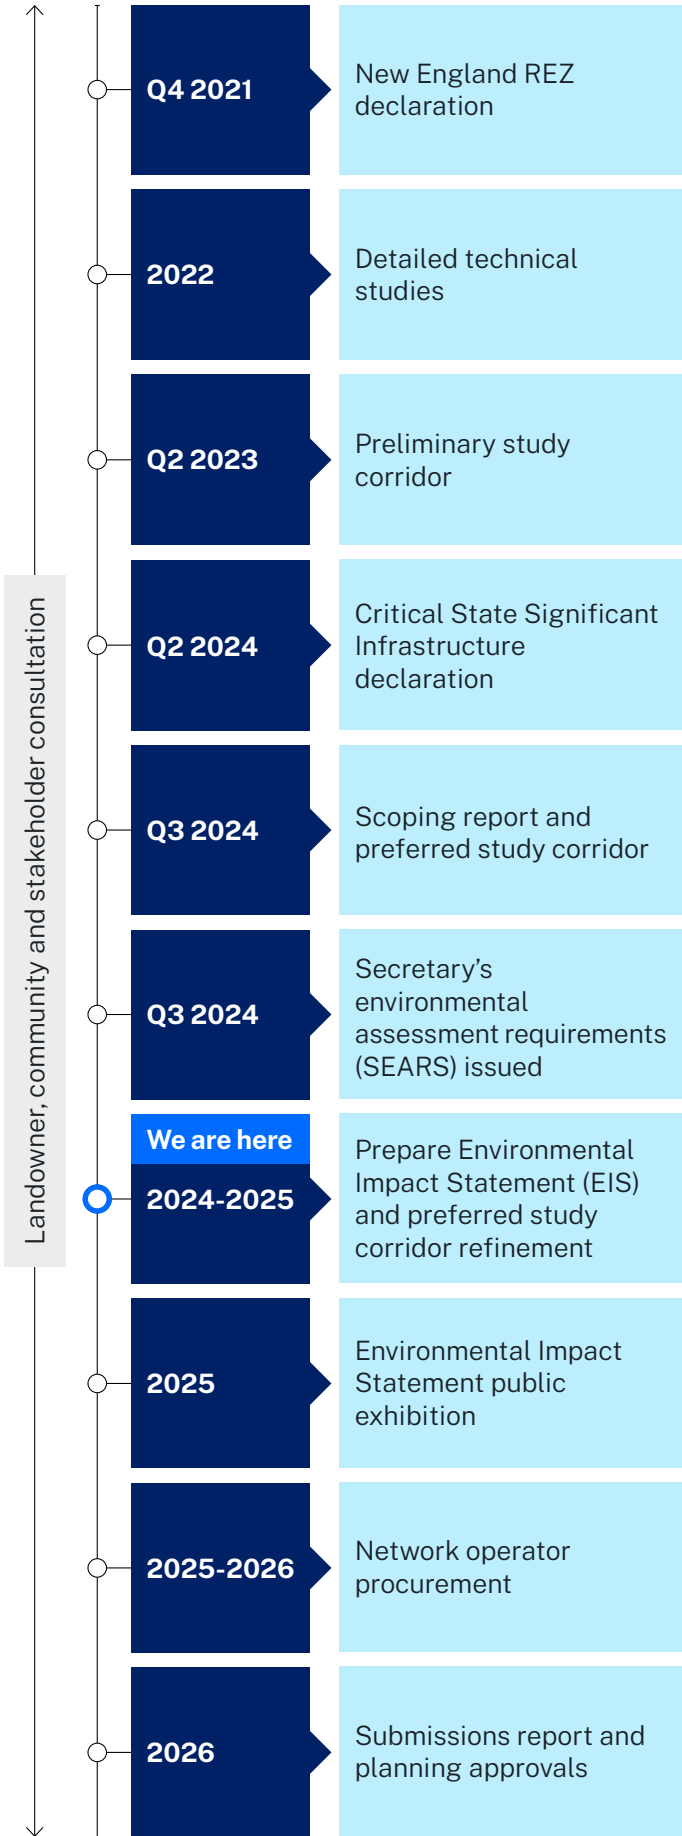 Landowner, community and stakeholder consultation
Q4 2021
New England REZ
declaration
2022
Detailed technical
studies
Q2 2023
Preliminary study
corridor
Q2 2024
Critical State Significant
Infrastructure
declaration
Q3 2024
Scoping report and
preferred study corridor
Q3 2024
Secretary’s
environmental
assessment requirements
(SEARS) issued
We are here
2024-2025
Prepare Environmental
Impact Statement (EIS)
and preferred study
corridor refinement
2025
Environmental Impact
Statement public
exhibition
2025-2026
Network operator
procurement
2026
Submissions report and
planning approvals